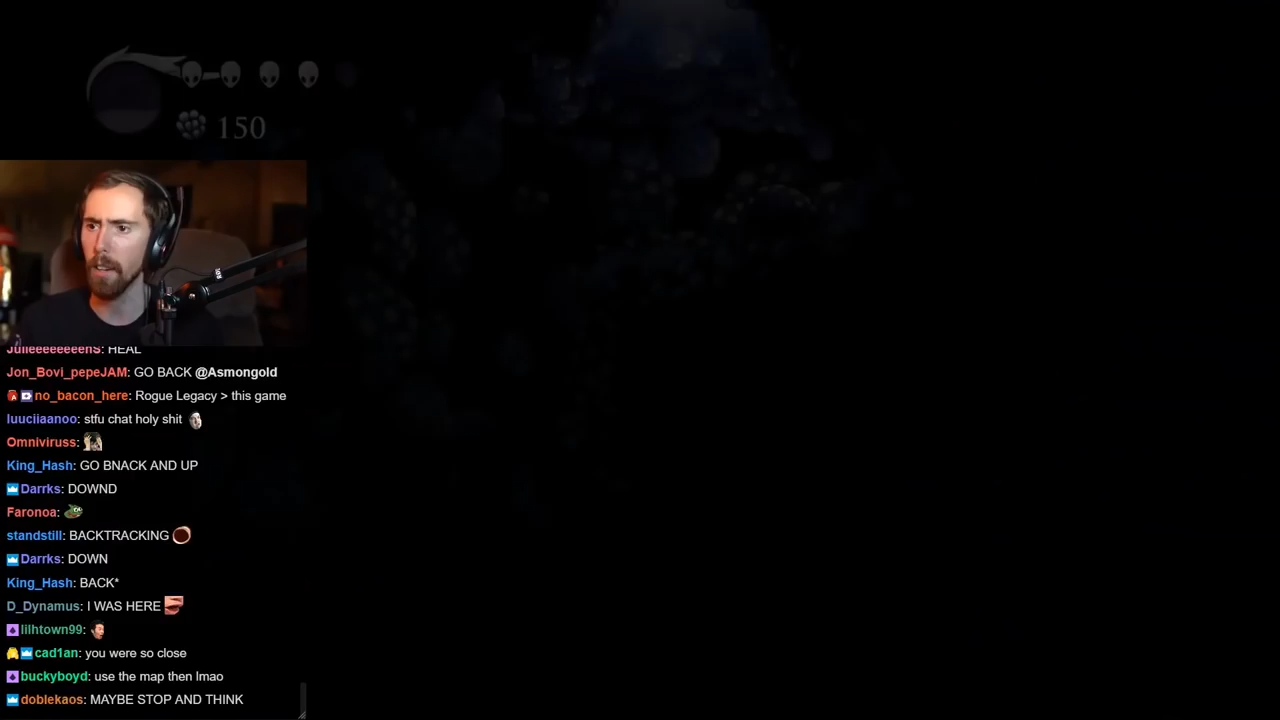 150
Julieeeeeeens: HEAL
Jon_Bovi_pepeJAM: GO BACK @Asmongold
no_bacon_here: Rogue Legacy > this game
luuciiaanoo: stfu chat holy shit
Omniviruss:
King_Hash: GO BNACK AND UP
Darrks: DOWND
Faronoa:
standstill: BACKTRACKING
Darrks: DOWN
King_Hash: BACK*
D_Dynamus: I WAS HERE
lilhtown99:
cad1an: you were so close
buckyboyd: use the map then lmao
doblekaos: MAYBE STOP AND THINK